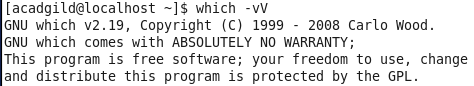 [acadgild@localhost ~]$ which -vV
GNU which v2.19, Copyright (C) 1999 - 2008 Carlo Wood.
GNU which comes with ABSOLUTELY NO WARRANTY;
This program is free software; your freedom to use, change
and distribute this program is protected by the GPL.